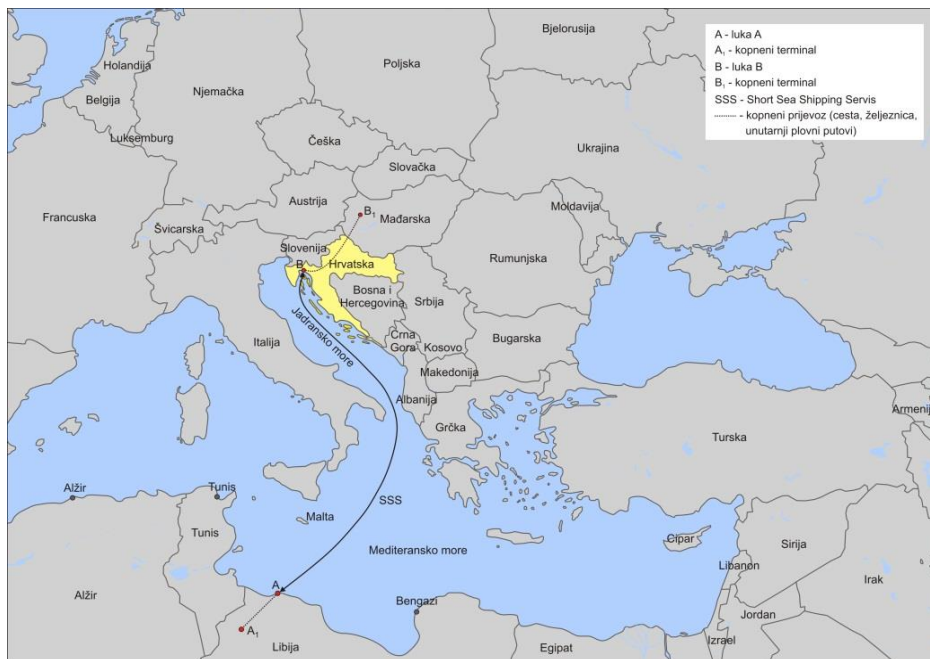 A - luka A
A₁ - kopneni terminal
B - luka B
B₁ - kopneni terminal
SSS - Short Sea Shipping Servis
- kopneni prijevoz (cesta, željeznica,
unutarnji plovni putovi)
Bjelorusija
Holandija
Poljska
Njemačka
Belgija
Luksemburg
Češka
Ukrajina
Slovačka
Moldavija
Austrija
Francuska
B₁
Mađarska
Švicarska
Slovenija
Rumunjska
B
Hrvatska
Bosna i
Hercegovina
Srbija
Jadransko more
Crna
Gora
Kosovo
Bugarska
Italija
Makedonija
Albanija
Armenij
Grčka
Turska
Alžir
Tunis
SSS
Malta
Tunis
Mediteransko more
Cipar
Sirija
Libanon
Irak
A
Alžir
Bengazi
Jordan
A₁
Libija
Egipat
Izrael